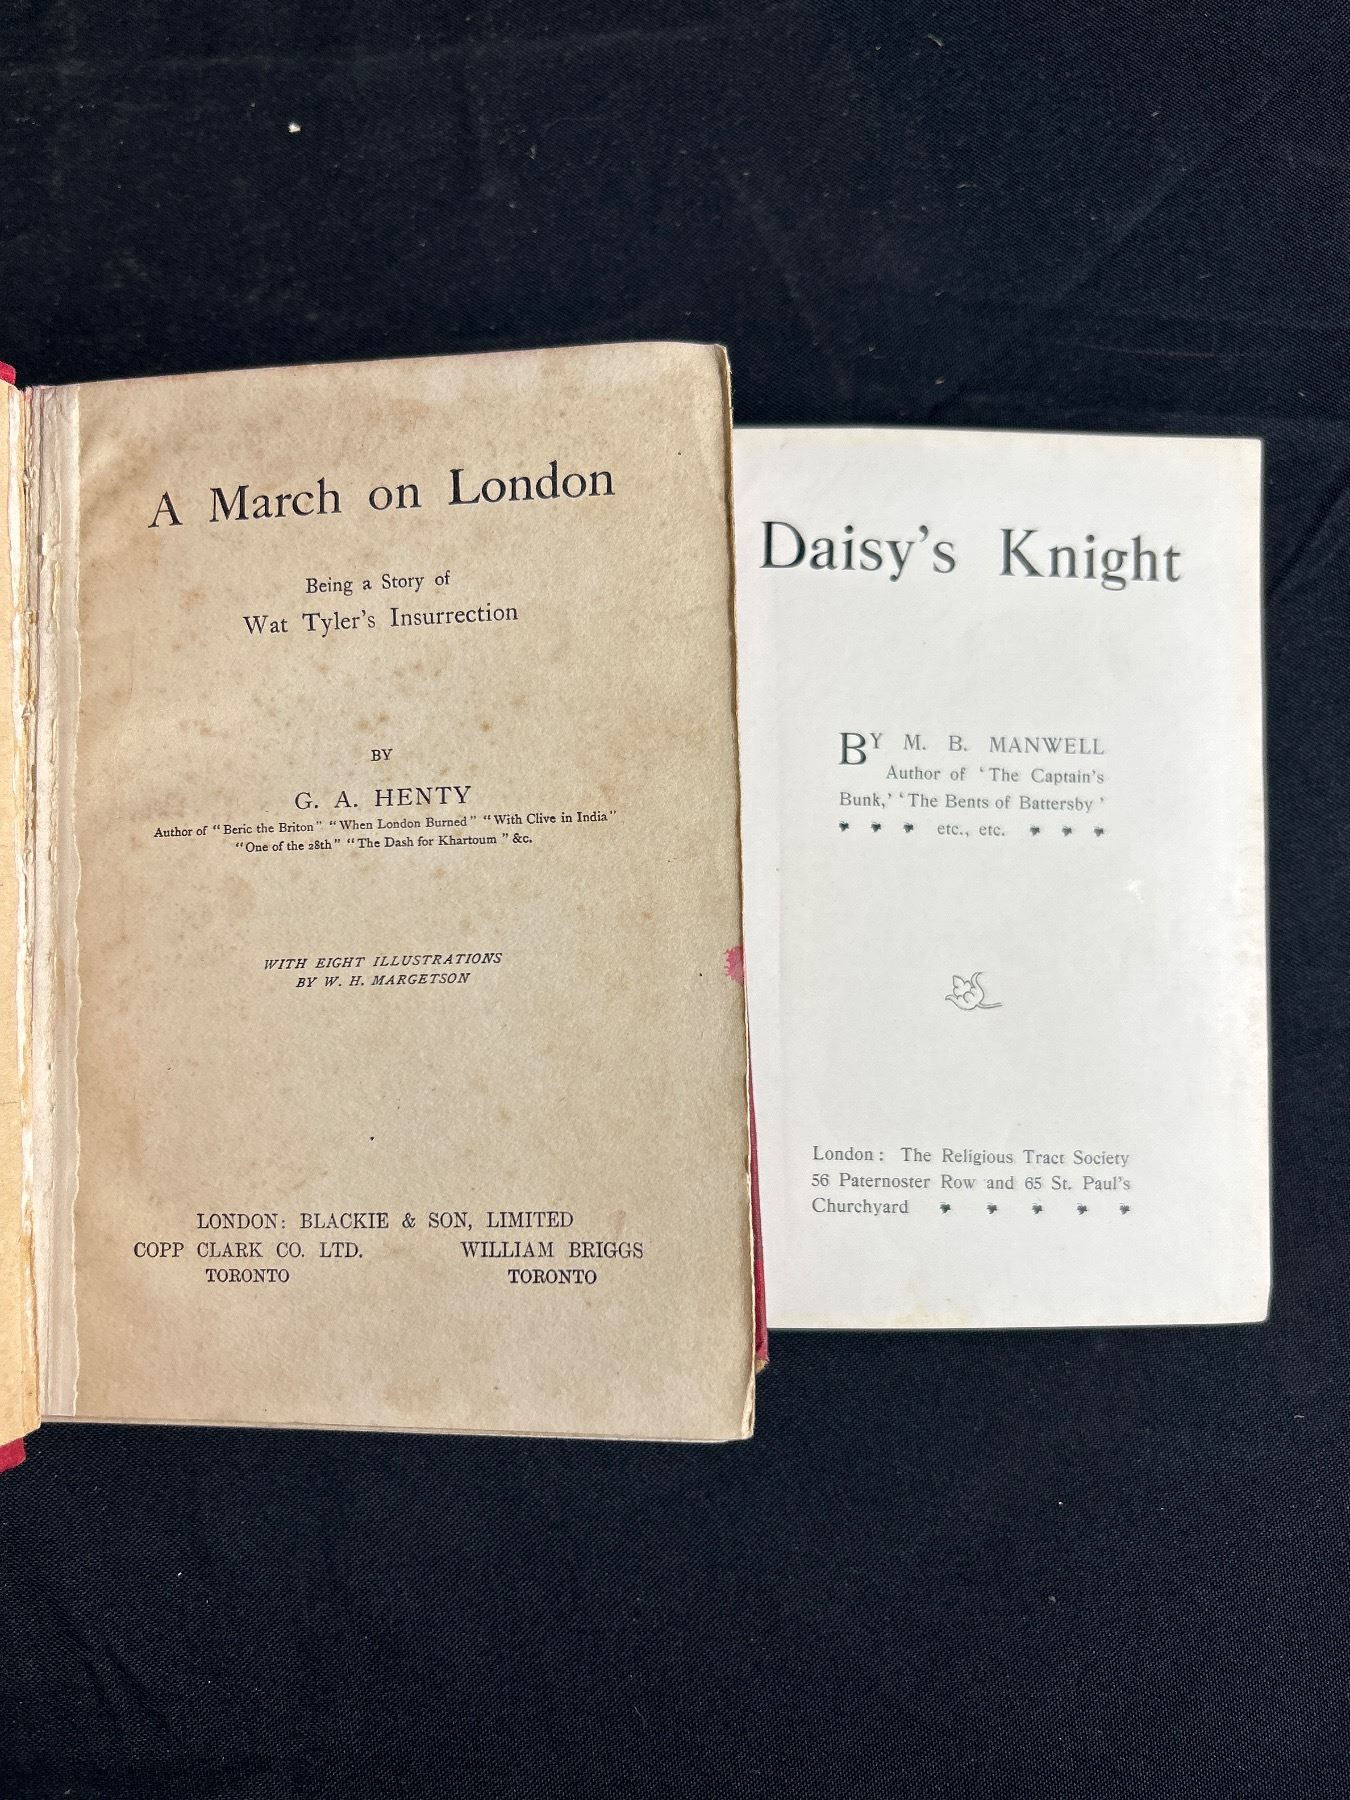 A March on London
Being a Story of
Wat Tyler's Insurrection
BY
G. A. HENTY
Author of "Beric the Briton" "When London Burned" "With Clive in India"
"One of the 28th" "The Dash for Khartoum" &c.
WITH EIGHT ILLUSTRATIONS
BY W. H. MARGETSON
LONDON: BLACKIE & SON, LIMITED
COPP CLARK CO. LTD. WILLIAM BRIGGS
TORONTO TORONTO
Daisy's Knight
BY M. B. MANWELL
Author of 'The Captain's
Bunk,' 'The Bents of Battersby'
etc., etc.
London: The Religious Tract Society
56 Paternoster Row and 65 St. Paul's
Churchyard